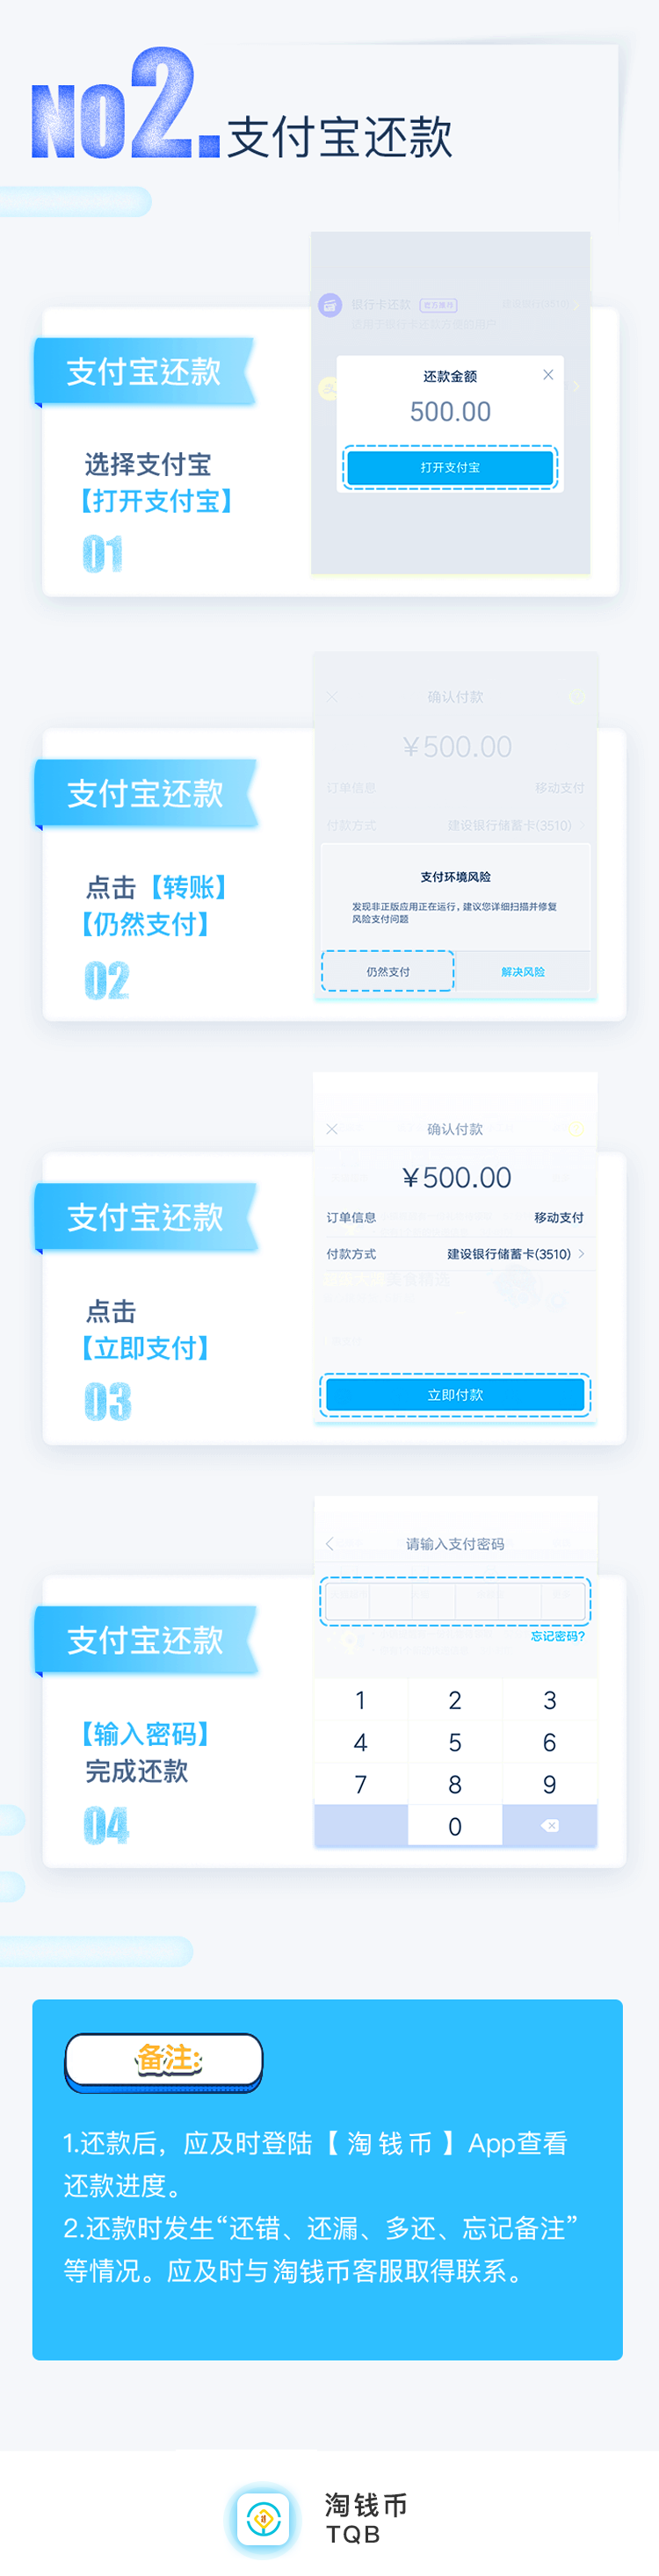 NO2.支付宝还款
银行卡还款 官方推荐
支付宝还款
还款金额
500.00
打开支付宝
选择支付宝
【打开支付宝】
01
确认付款
¥500.00
订单信息 移动支付
付款方式 建设银行储蓄卡(3510)
支付宝还款
支付环境风险
发现非正版应用正在运行，建议您详细扫描并修复
风险支付问题
仍然支付 解决风险
点击【转账】
【仍然支付】
02
确认付款
¥500.00
订单信息 移动支付
付款方式 建设银行储蓄卡(3510)
立即付款
支付宝还款
点击
【立即支付】
03
请输入支付密码
忘记密码?
1 2 3
4 5 6
7 8 9
0
支付宝还款
【输入密码】
完成还款
04
备注:
1.还款后，应及时登陆【 淘钱币 】App查看
还款进度。
2.还款时发生“还错、还漏、多还、忘记备注”
等情况。应及时与淘钱币客服取得联系。
淘钱币
TQB